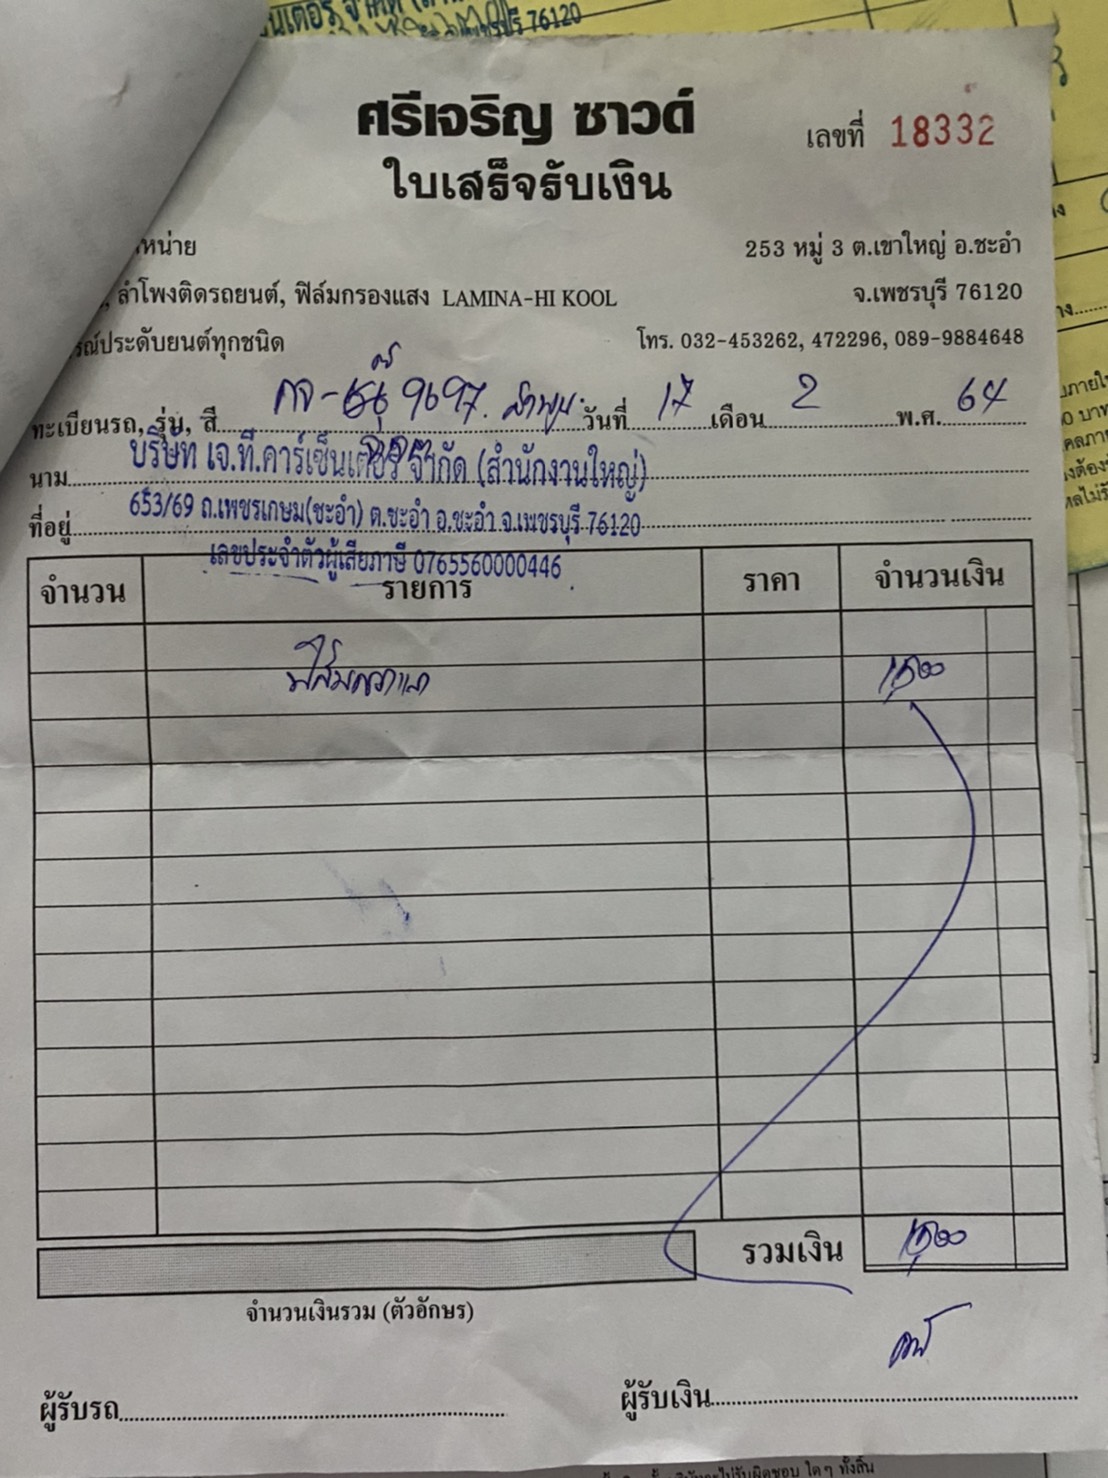 ศรีเจริญ ซาวด์
เลขที่ 18332
ใบเสร็จรับเงิน
หน่าย
253 หมู่ 3 ต.เขาใหญ่ อ.ชะอำ
ลำโพงติดรถยนต์, ฟิล์มกรองแสง LAMINA-HI KOOL
จ.เพชรบุรี 76120
รณ์ประดับยนต์ทุกชนิด
โทร. 032-453262, 472296, 089-9884648
ทะเบียนรถ, รุ่น, สี กจ- 9697 ลำพูน วันที่ 17 เดือน 2 พ.ศ. 64
นาม บริษัท เจ.ที.คาร์เซ็นเตอร์ จำกัด (สำนักงานใหญ่)
ที่อยู่ 653/69 ถ.เพชรเกษม(ชะอำ) ต.ชะอำ อ.ชะอำ จ.เพชรบุรี 76120
เลขประจำตัวผู้เสียภาษี 0765560000446
จำนวน รายการ ราคา จำนวนเงิน
รวมเงิน
จำนวนเงินรวม (ตัวอักษร)
ผู้รับรถ
ผู้รับเงิน